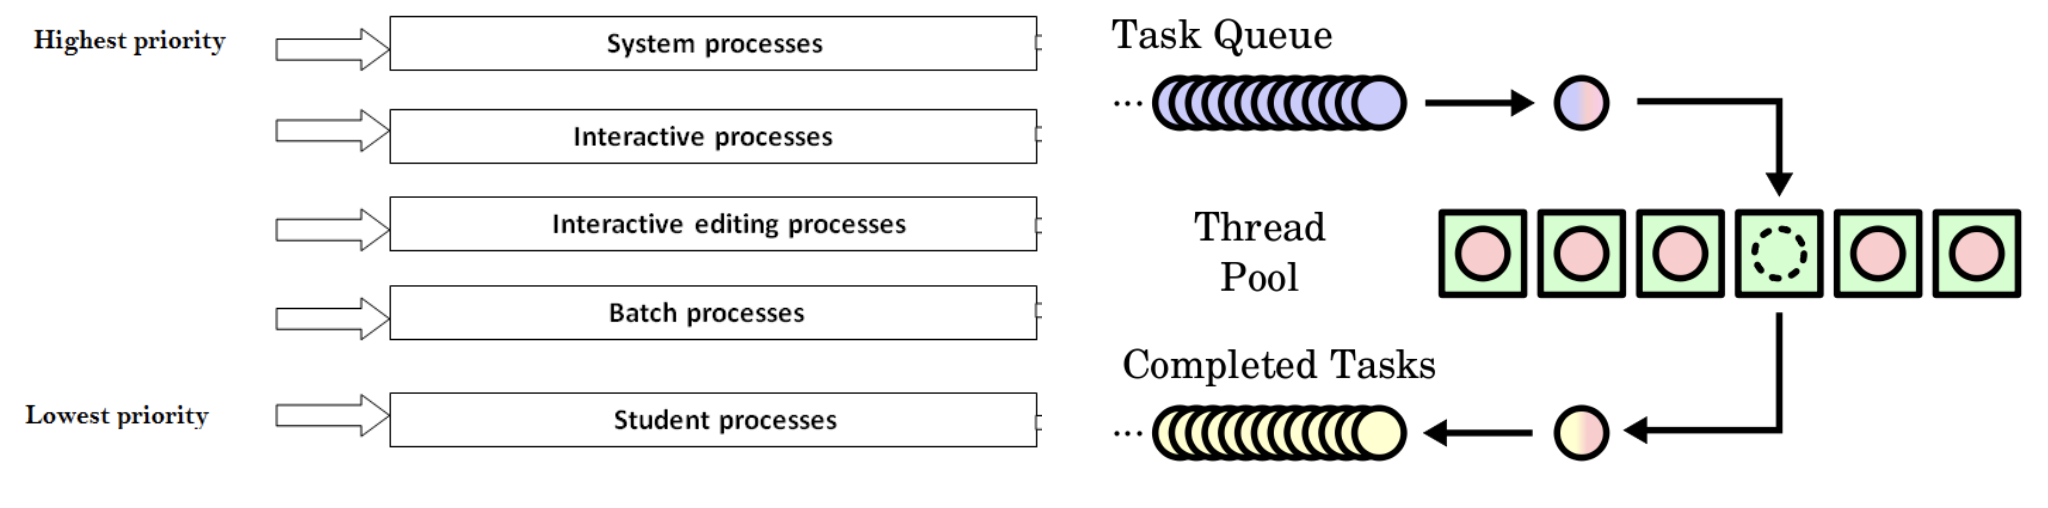 Highest priority
System processes
Interactive processes
Interactive editing processes
Batch processes
Lowest priority
Student processes
Task Queue
...
Thread
Pool
Completed Tasks
...